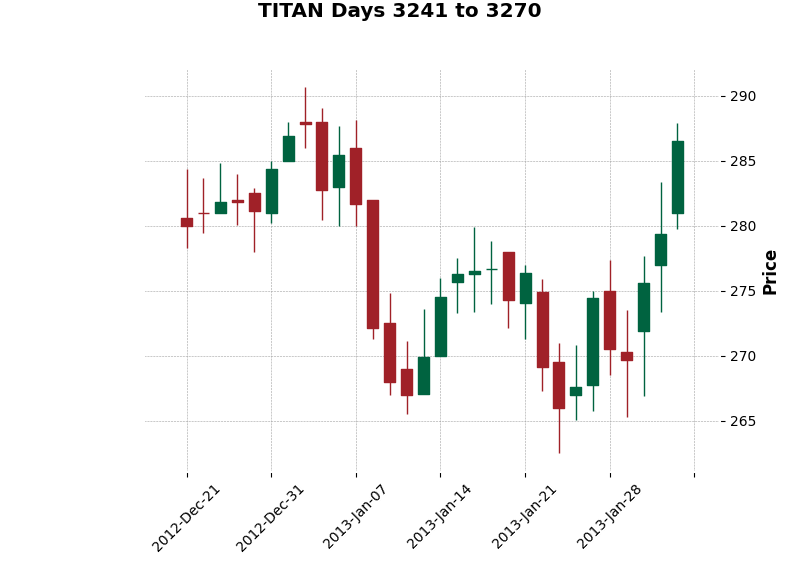 TITAN Days 3241 to 3270
290
285
280
275
270
265
Price
2012-Dec-21
2012-Dec-31
2013-Jan-07
2013-Jan-14
2013-Jan-21
2013-Jan-28